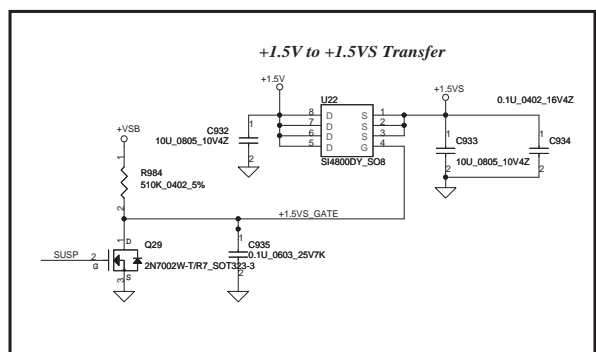 +1.5V to +1.5VS Transfer
+1.5V
U22
+1.5VS
0.1U_0402_16V4Z
8 D S 1
7 D S 2
6 D S 3
5 D G 4
SI4800DY_SO8
1
C932
10U_0805_10V4Z
2
1
C933
10U_0805_10V4Z
2
1
C934
2
+VSB
1
R984
510K_0402_5%
2
+1.5VS_GATE
1
D
Q29
SUSP
2
G
2N7002W-T/R7_SOT323-3
S
3
1
C935
0.1U_0603_25V7K
2